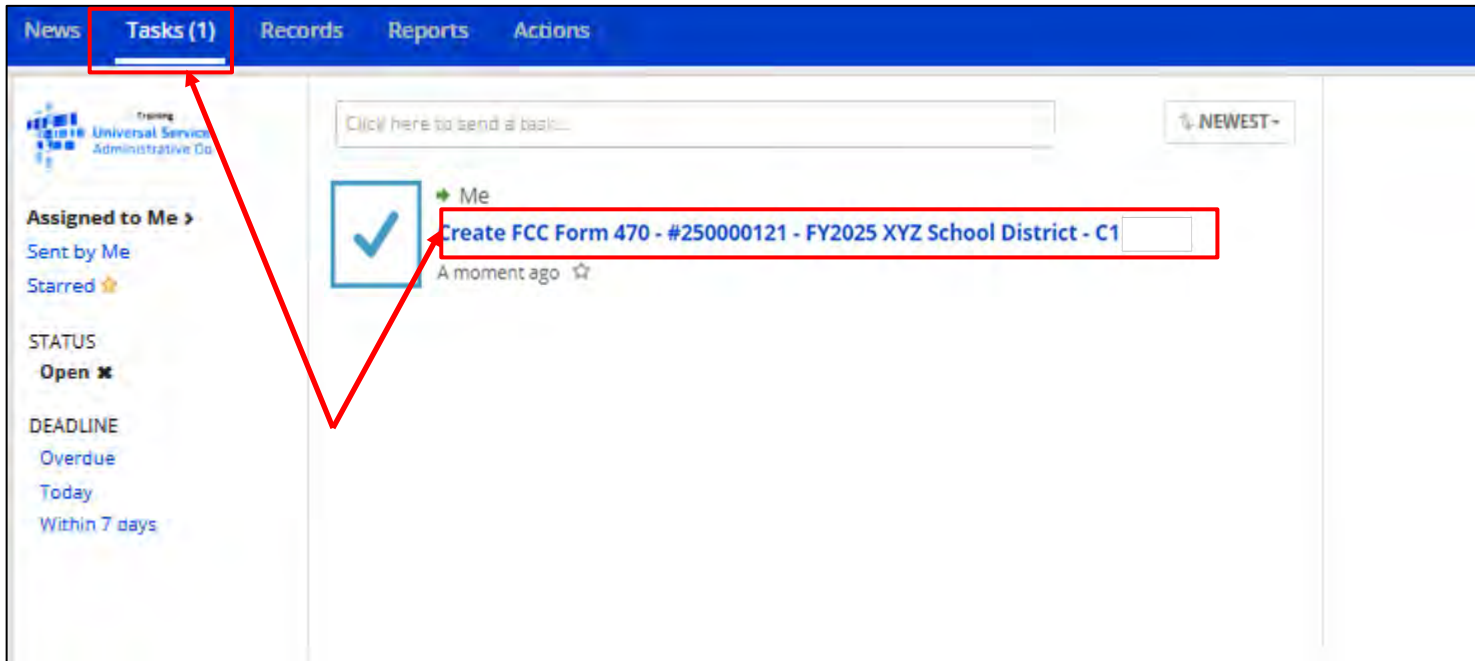 News Tasks (1) Records Reports Actions
Training
Universal Service
Administrative Co
Click here to send a task...
NEWEST
Me
Create FCC Form 470 - #250000121 - FY2025 XYZ School District - C1
A moment ago
Assigned to Me >
Sent by Me
Starred
STATUS
Open ✖
DEADLINE
Overdue
Today
Within 7 days